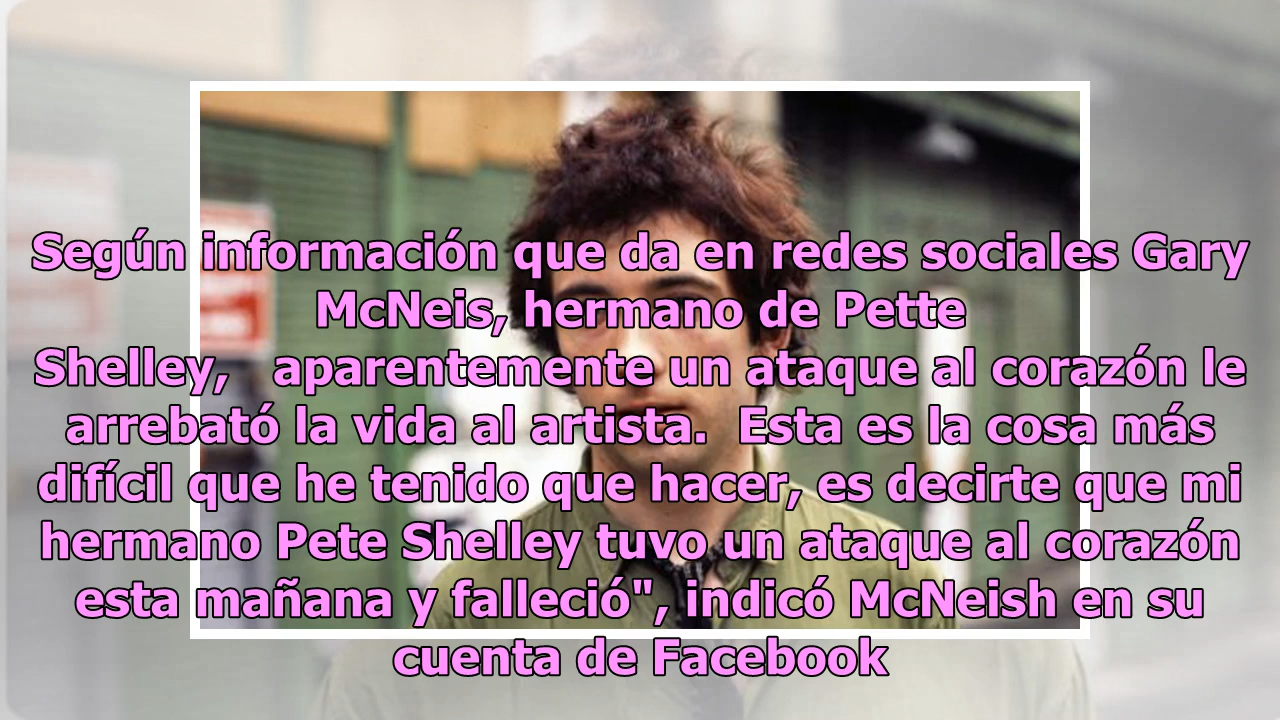 Según información que da en redes sociales Gary
McNeis, hermano de Pette
Shelley,   aparentemente un ataque al corazón le
arrebató la vida al artista.  Esta es la cosa más
difícil que he tenido que hacer, es decirte que mi
hermano Pete Shelley tuvo un ataque al corazón
esta mañana y falleció", indicó McNeish en su
cuenta de Facebook